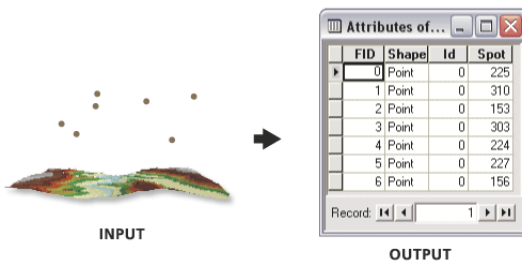 Attributes of...
FID Shape Id Spot
0 Point 0 225
1 Point 0 310
2 Point 0 153
3 Point 0 303
4 Point 0 224
5 Point 0 227
6 Point 0 156
Record: 1
INPUT
OUTPUT